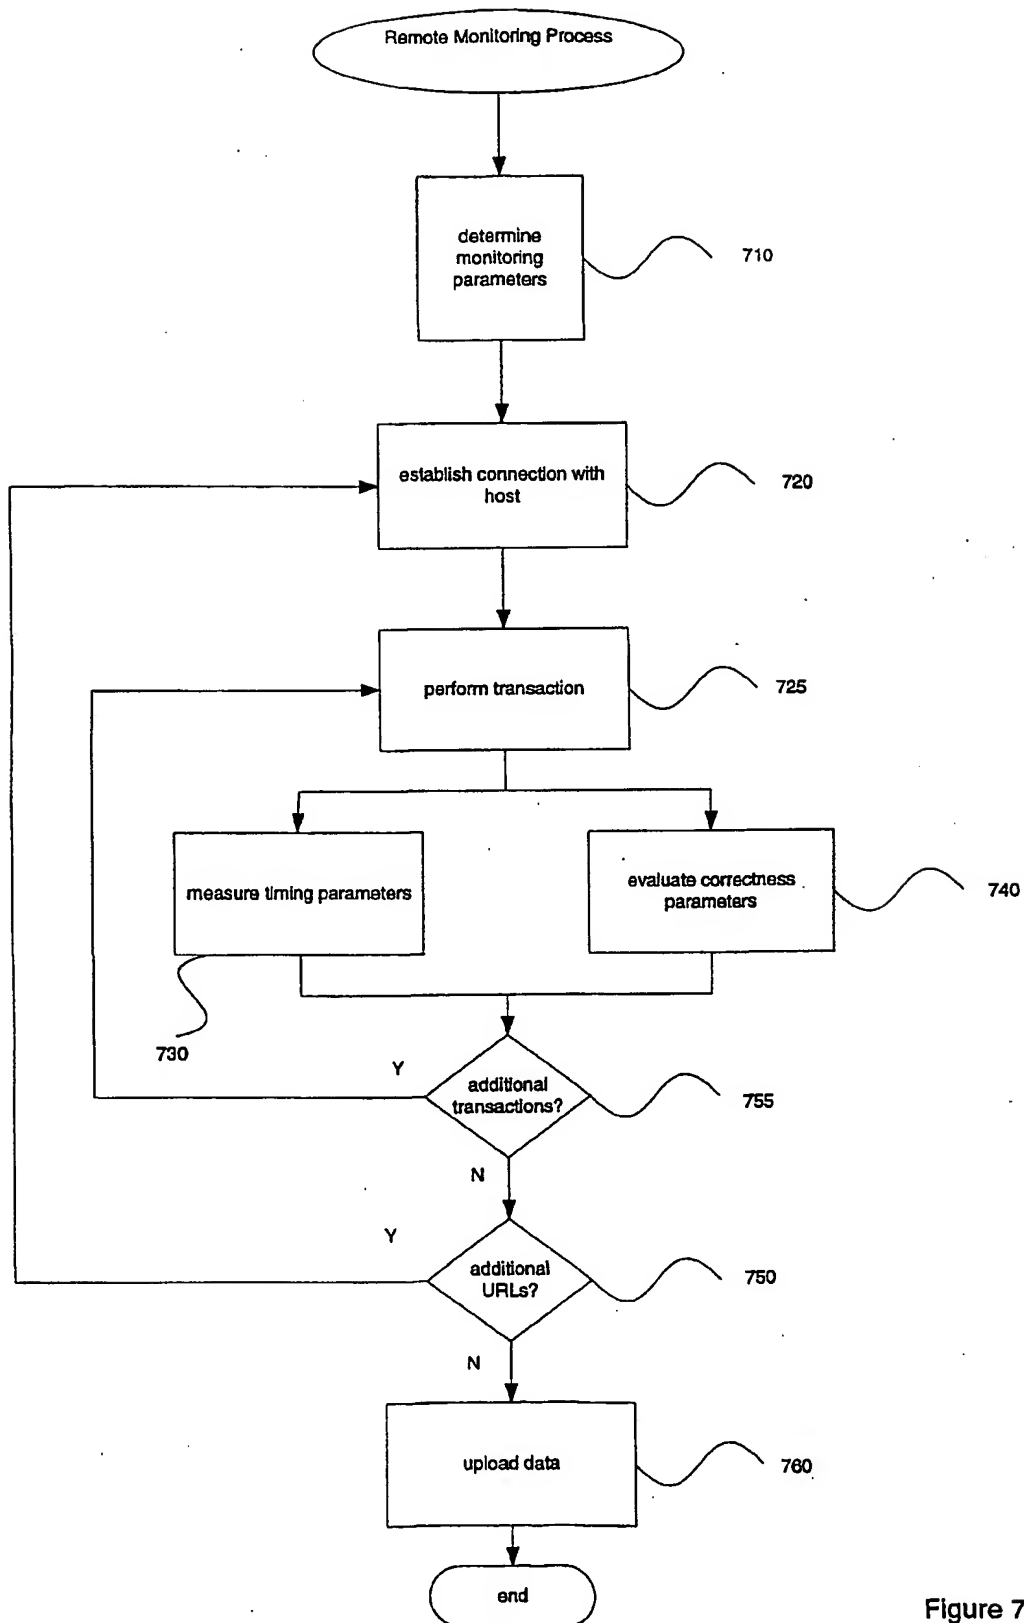 Remote Monitoring Process
determine
monitoring
parameters
710
establish connection with
host
720
perform transaction
725
measure timing parameters
730
evaluate correctness
parameters
740
additional
transactions?
755
Y
N
additional
URLs?
750
Y
N
upload data
760
end
Figure 7